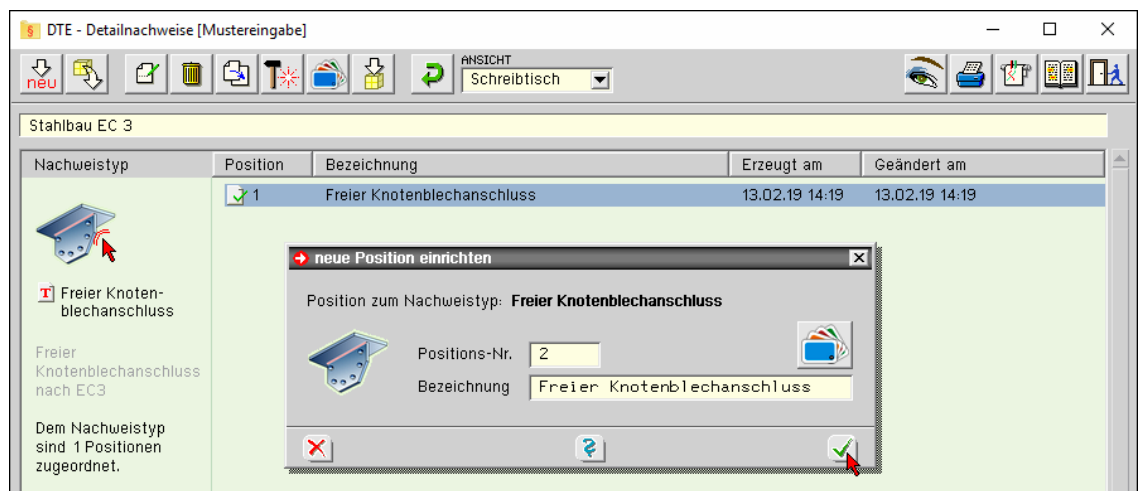 DTE - Detailnachweise [Mustereingabe]
neu
ANSICHT
Schreibtisch
Stahlbau EC 3
Nachweistyp
Position
Bezeichnung
Erzeugt am
Geändert am
1
Freier Knotenblechanschluss
13.02.19 14:19
13.02.19 14:19
T Freier Knoten-
blechanschluss
Freier
Knotenblechanschluss
nach EC3
Dem Nachweistyp
sind 1 Positionen
zugeordnet.
neue Position einrichten
Position zum Nachweistyp: Freier Knotenblechanschluss
Positions-Nr. 2
Bezeichnung Freier Knotenblechanschluss